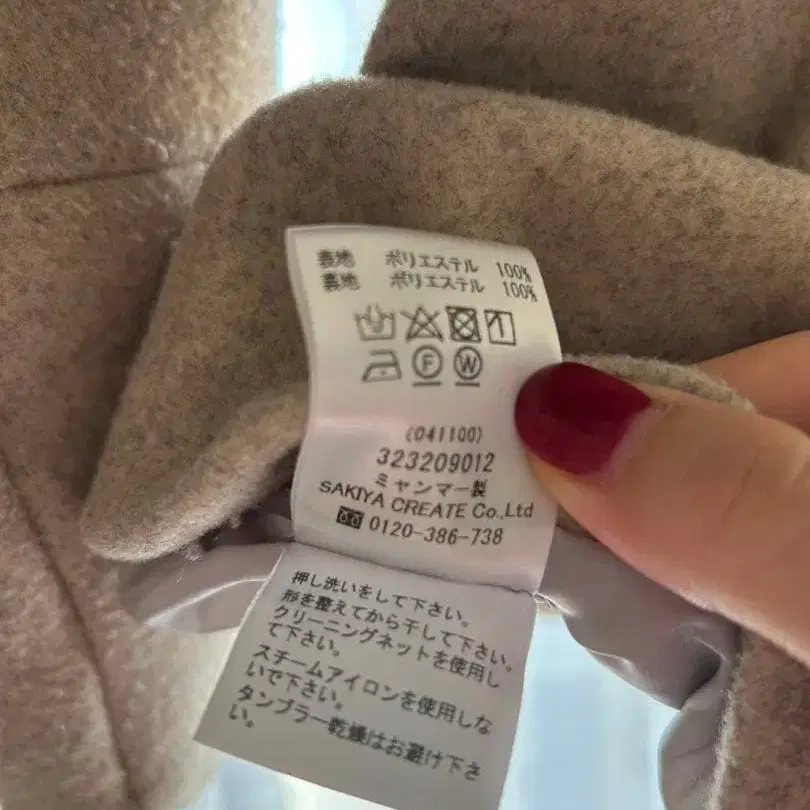 表地 ポリエステル 100%
裏地 ポリエステル 100%
F W
(041100)
323209012
ミャンマー製
SAKIYA CREATE Co.,Ltd
0120-386-738
押し洗いをして下さい。
形を整えてから干して下さい。
クリーニングネットを使用し
て下さい。
スチームアイロンを使用しな
いで下さい。
タンブラー乾燥はお避け下さ
い。